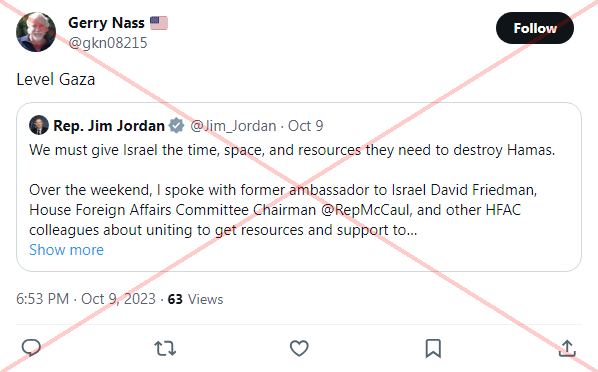 Gerry Nass 🇺🇸
@gkn08215
Follow
Level Gaza
Rep. Jim Jordan @Jim_Jordan · Oct 9
We must give Israel the time, space, and resources they need to destroy Hamas.
Over the weekend, I spoke with former ambassador to Israel David Friedman,
House Foreign Affairs Committee Chairman @RepMcCaul, and other HFAC
colleagues about uniting to get resources and support to...
Show more
6:53 PM · Oct 9, 2023 · 63 Views